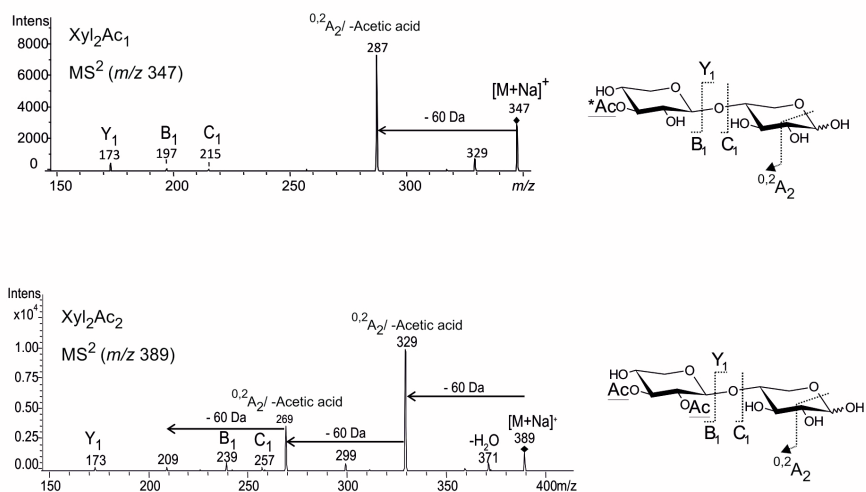 Intens
Xyl₂Ac₁
MS² (m/z 347)
8000
6000
4000
2000
0
⁰,²A₂/ -Acetic acid
287
[M+Na]⁺
347
- 60 Da
Y₁
173
B₁
197
C₁
215
329
150
200
250
300
m/z
Y₁
HO
O
O
O
*Ac
O
OH
HO
OH
OH
B₁
C₁
⁰,²A₂
Intens
x10⁴
Xyl₂Ac₂
MS² (m/z 389)
1.00
0.75
0.50
0.25
0.00
⁰,²A₂/ -Acetic acid
329
- 60 Da
⁰,²A₂/ -Acetic acid
269
- 60 Da
- 60 Da
[M+Na]⁺
389
-H₂O
371
Y₁
173
209
B₁
239
C₁
257
299
150
200
250
300
350
400m/z
Y₁
HO
O
O
O
AcO
AcO
HO
OH
OH
B₁
C₁
⁰,²A₂